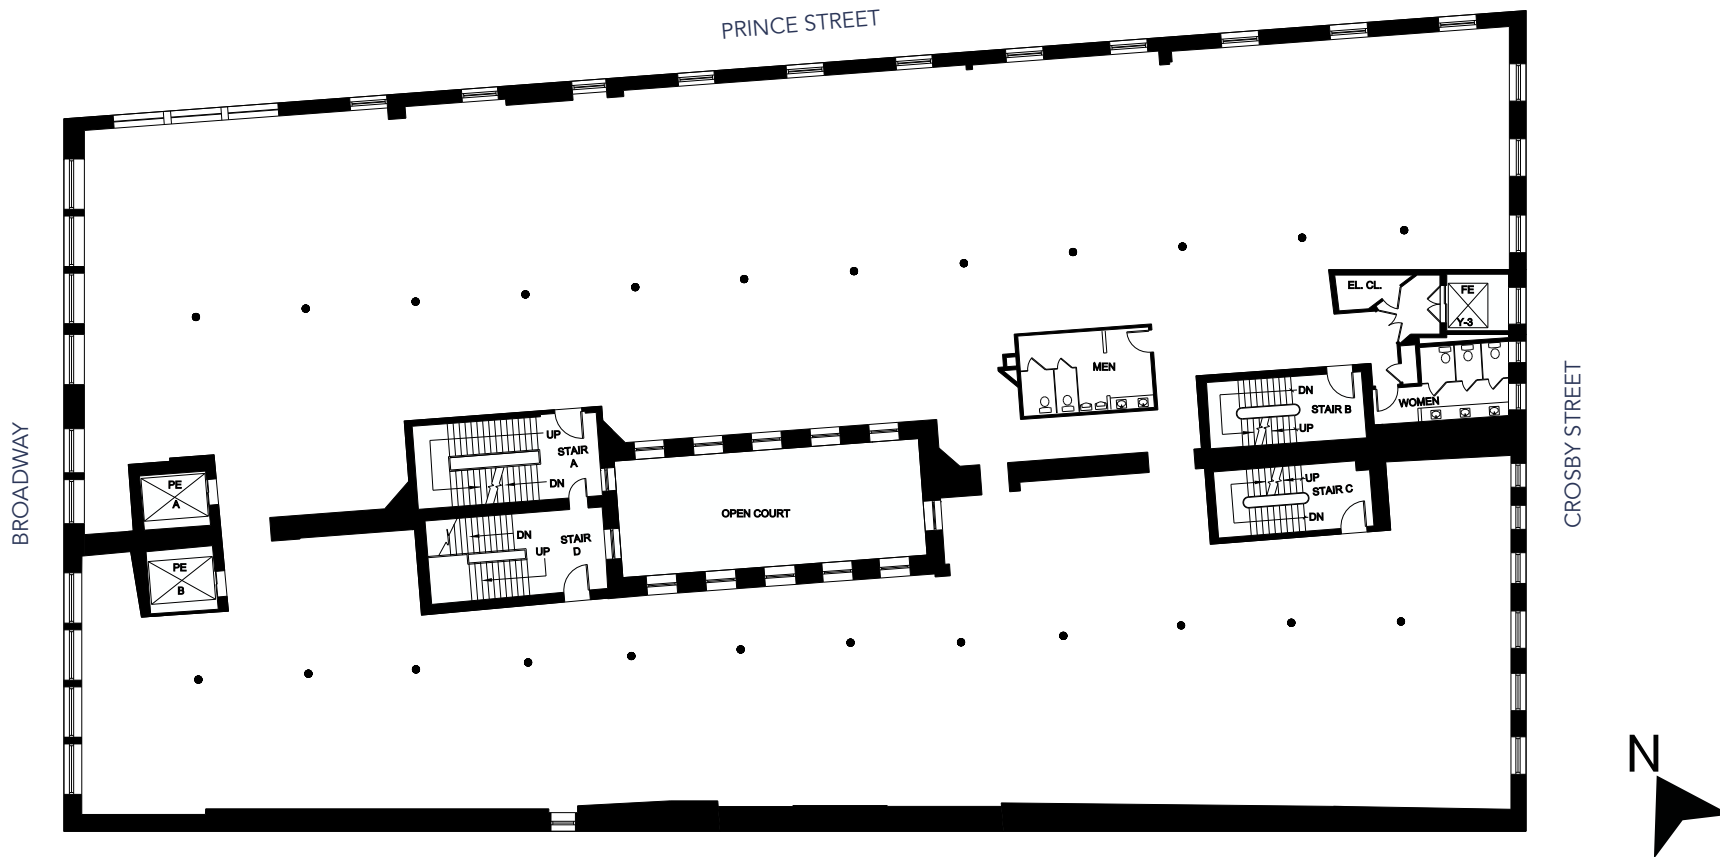 PRINCE STREET
EL. CL.
FE
Y-3
MEN
DN
STAIR B
UP
WOMEN
BROADWAY
CROSBY STREET
UP
STAIR
A
DN
PE
A
UP
STAIR C
DN
OPEN COURT
DN
UP
STAIR
D
PE
B
N